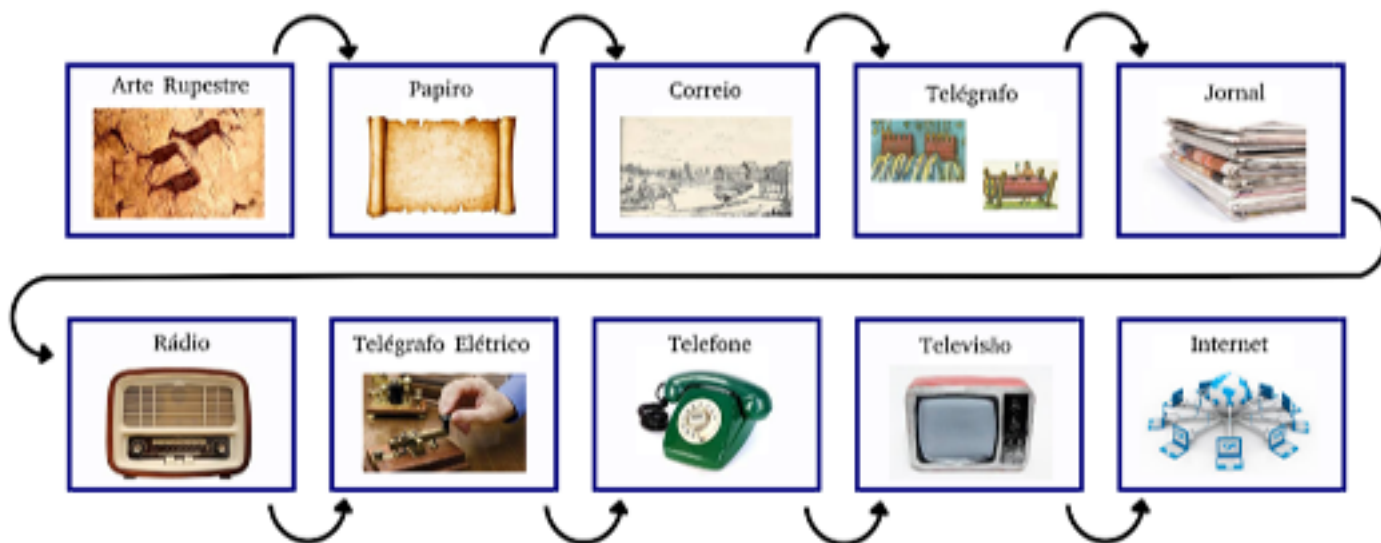 Arte Rupestre
Papiro
Correio
Telégrafo
Jornal
Rádio
Telégrafo Elétrico
Telefone
Televisão
Internet